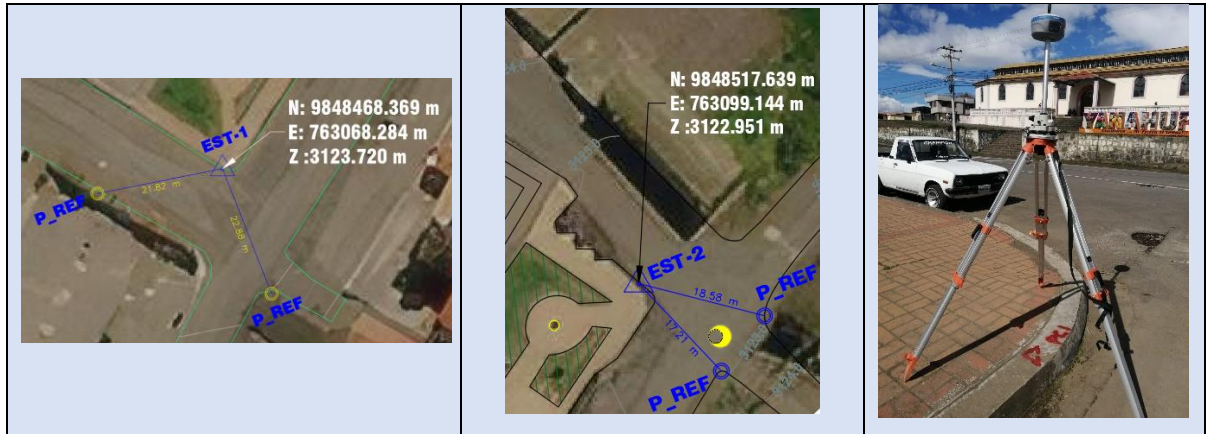 N: 9848468.369 m
E: 763068.284 m
Z :3123.720 m
EST-1
21.82 m
P_REF
22.88 m
P_REF
N: 9848517.639 m
E: 763099.144 m
Z :3122.951 m
EST-2
18.58 m
P_REF
17.21 m
P_REF